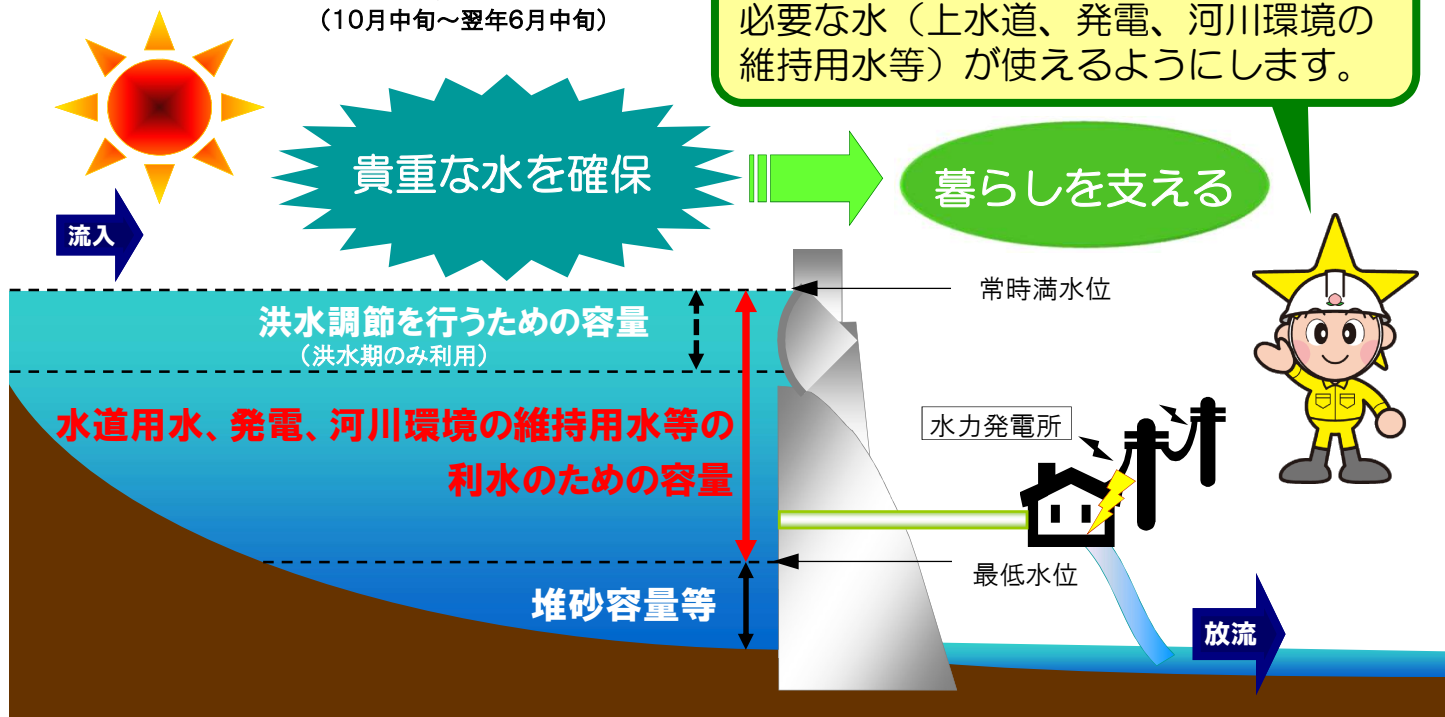 （10月中旬～翌年6月中旬）
必要な水（上水道、発電、河川環境の
維持用水等）が使えるようにします。
貴重な水を確保
暮らしを支える
流入
常時満水位
洪水調節を行うための容量
（洪水期のみ利用）
水道用水、発電、河川環境の維持用水等の
利水のための容量
水力発電所
最低水位
堆砂容量等
放流